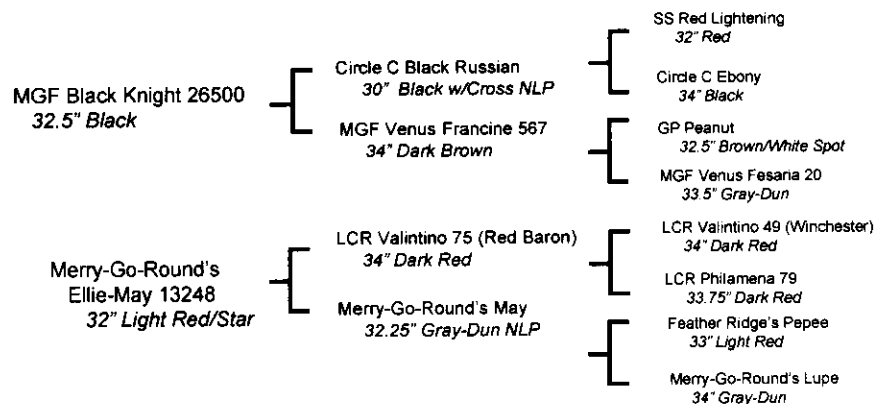 MGF Black Knight 26500
32.5" Black
Circle C Black Russian
30" Black w/Cross NLP
SS Red Lightening
32" Red
Circle C Ebony
34" Black
MGF Venus Francine 567
34" Dark Brown
GP Peanut
32.5" Brown/White Spot
MGF Venus Fesaria 20
33.5" Gray-Dun
Merry-Go-Round's
Ellie-May 13248
32" Light Red/Star
LCR Valintino 75 (Red Baron)
34" Dark Red
LCR Valintino 49 (Winchester)
34" Dark Red
LCR Philamena 79
33.75" Dark Red
Merry-Go-Round's May
32.25" Gray-Dun NLP
Feather Ridge's Pepee
33" Light Red
Merry-Go-Round's Lupe
34" Gray-Dun